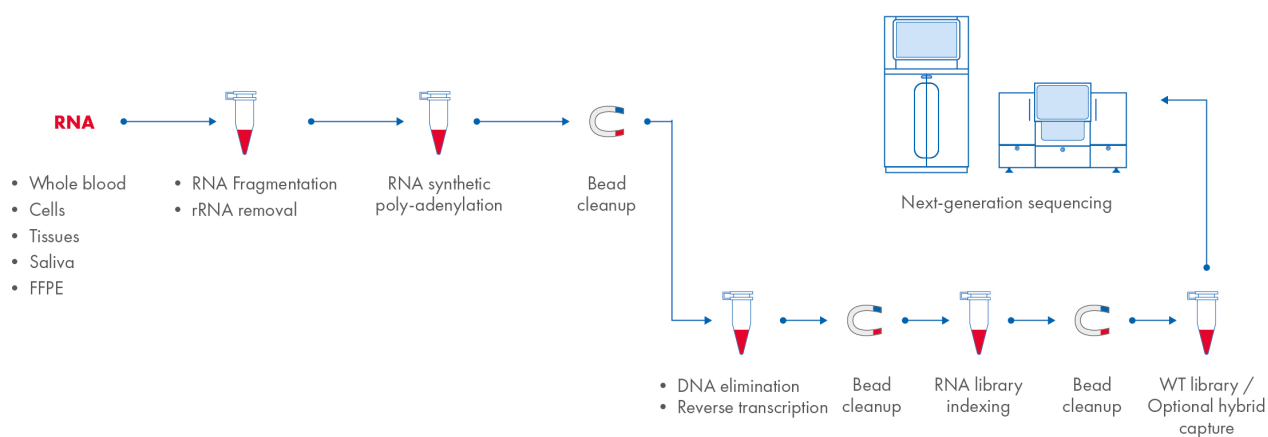 RNA
• Whole blood
• Cells
• Tissues
• Saliva
• FFPE
• RNA Fragmentation
• rRNA removal
RNA synthetic
poly-adenylation
Bead
cleanup
• DNA elimination
• Reverse transcription
Bead
cleanup
RNA library
indexing
Bead
cleanup
WT library /
Optional hybrid
capture
Next-generation sequencing